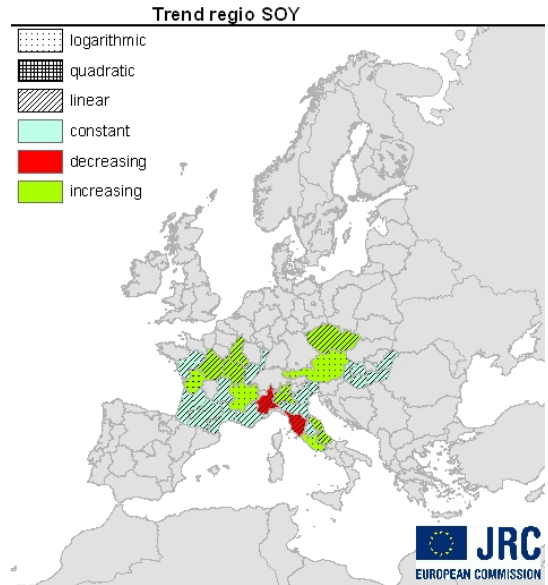 Trend regio SOY
logarithmic
quadratic
linear
constant
decreasing
increasing
JRC
EUROPEAN COMMISSION